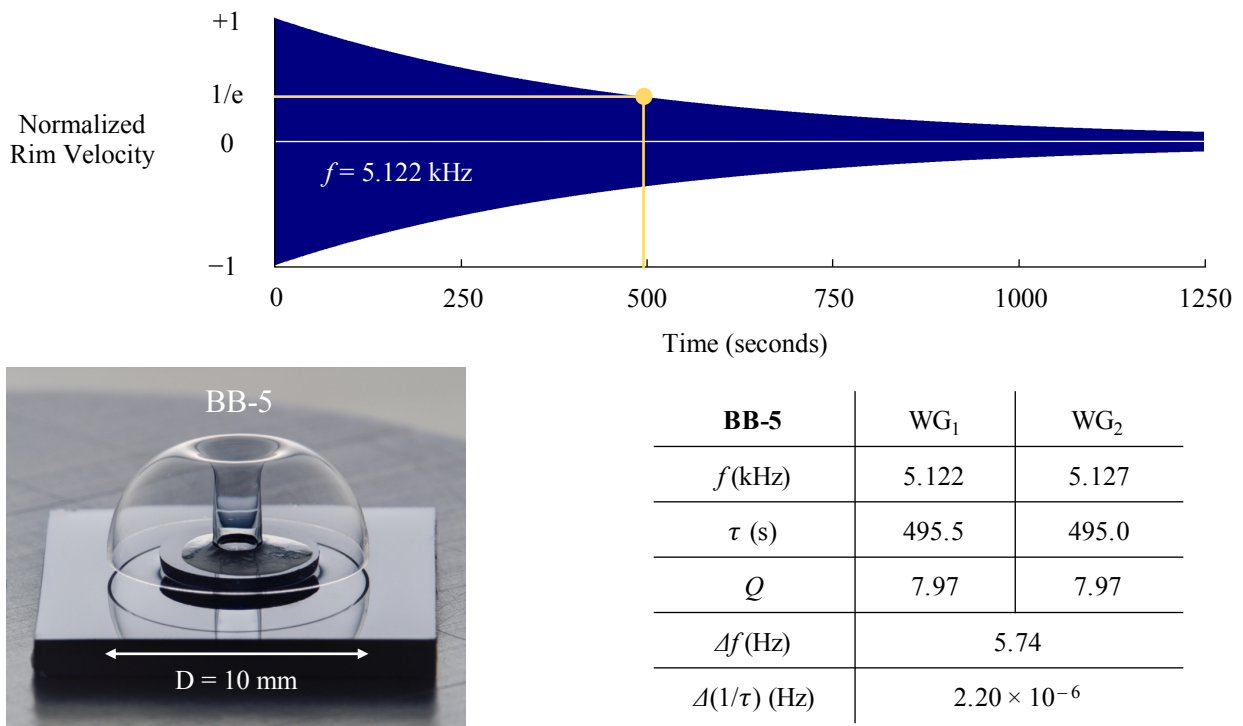 +1
1/e
Normalized
Rim Velocity
0
f = 5.122 kHz
−1
0 250 500 750 1000 1250
Time (seconds)
BB-5
D = 10 mm
BB-5 WG₁ WG₂
f (kHz) 5.122 5.127
τ (s) 495.5 495.0
Q 7.97 7.97
Δf (Hz) 5.74
Δ(1/τ) (Hz) 2.20 × 10⁻⁶